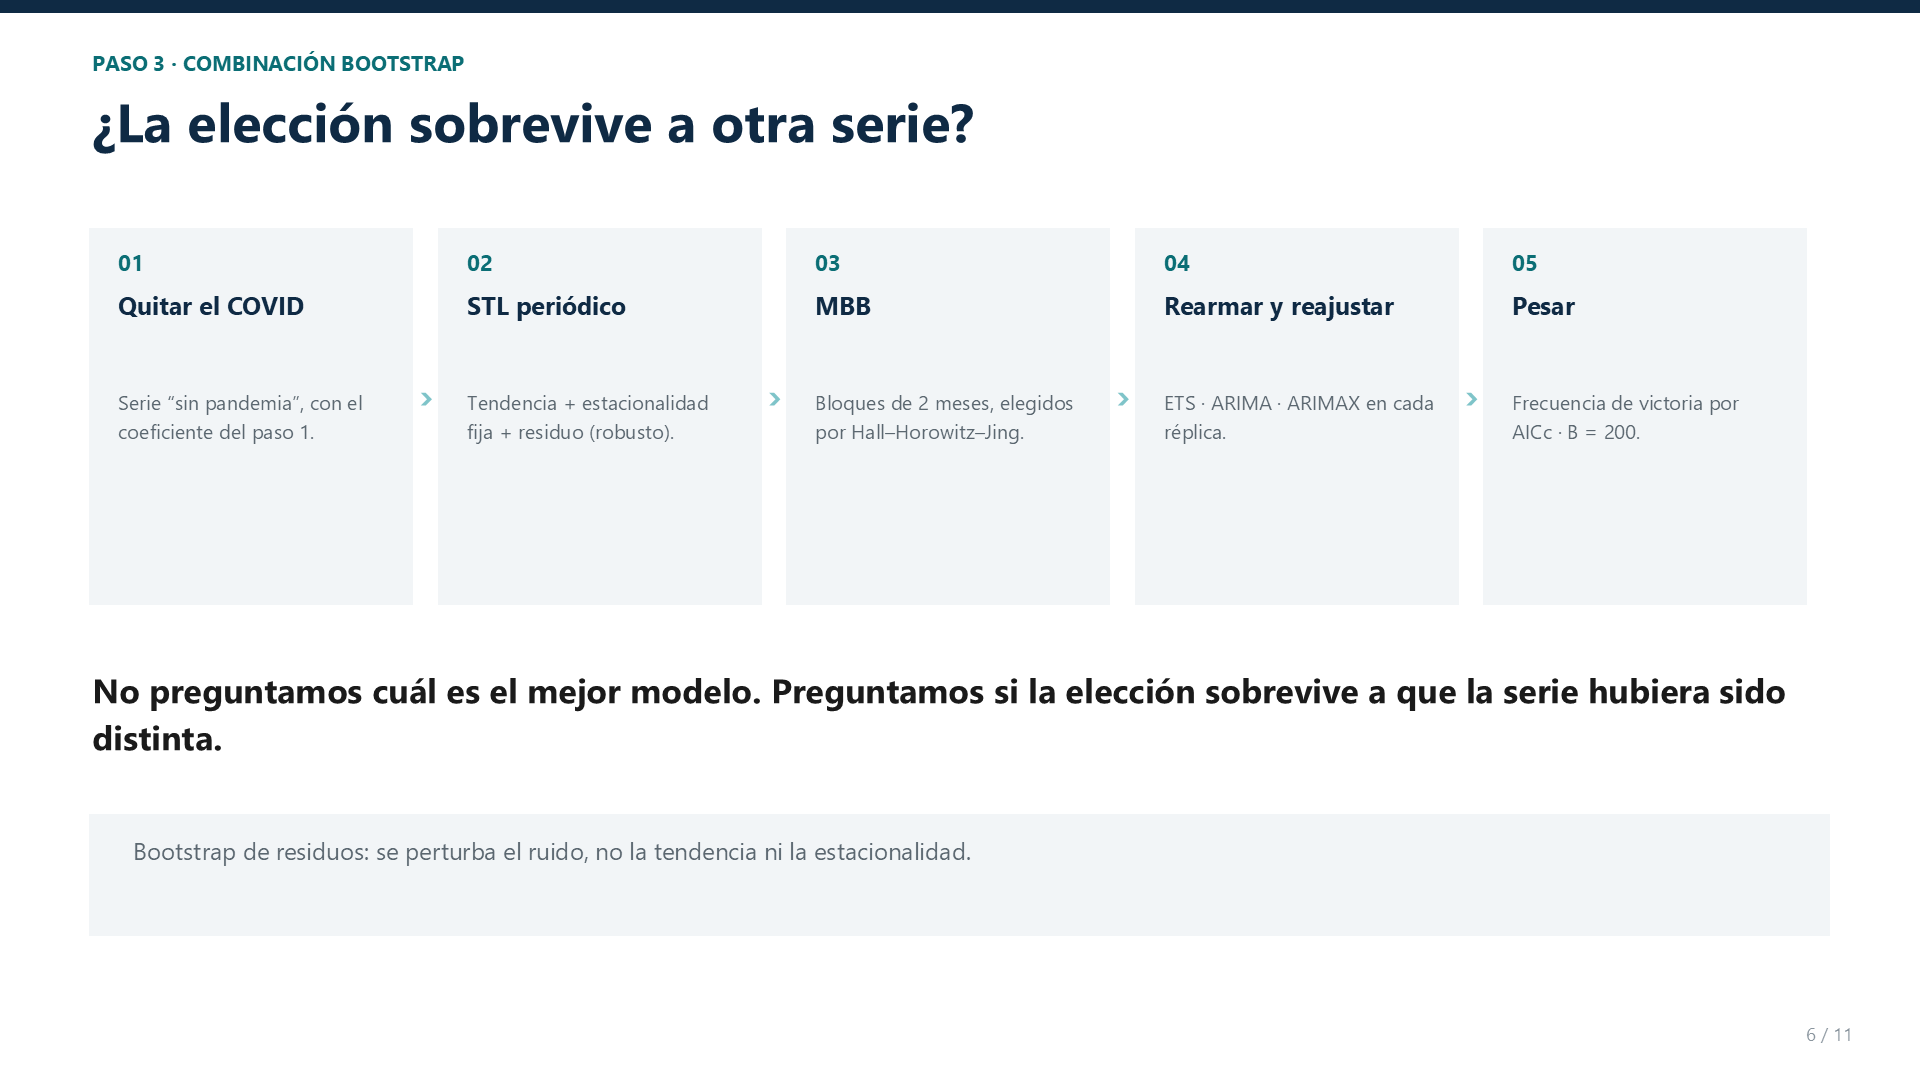 PASO 3 · COMBINACIÓN BOOTSTRAP
¿La elección sobrevive a otra serie?
01
Quitar el COVID
Serie “sin pandemia”, con el
coeficiente del paso 1.
›
02
STL periódico
Tendencia + estacionalidad
fija + residuo (robusto).
›
03
MBB
Bloques de 2 meses, elegidos
por Hall–Horowitz–Jing.
›
04
Rearmar y reajustar
ETS · ARIMA · ARIMAX en cada
réplica.
›
05
Pesar
Frecuencia de victoria por
AICc · B = 200.
No preguntamos cuál es el mejor modelo. Preguntamos si la elección sobrevive a que la serie hubiera sido
distinta.
Bootstrap de residuos: se perturba el ruido, no la tendencia ni la estacionalidad.
6 / 11